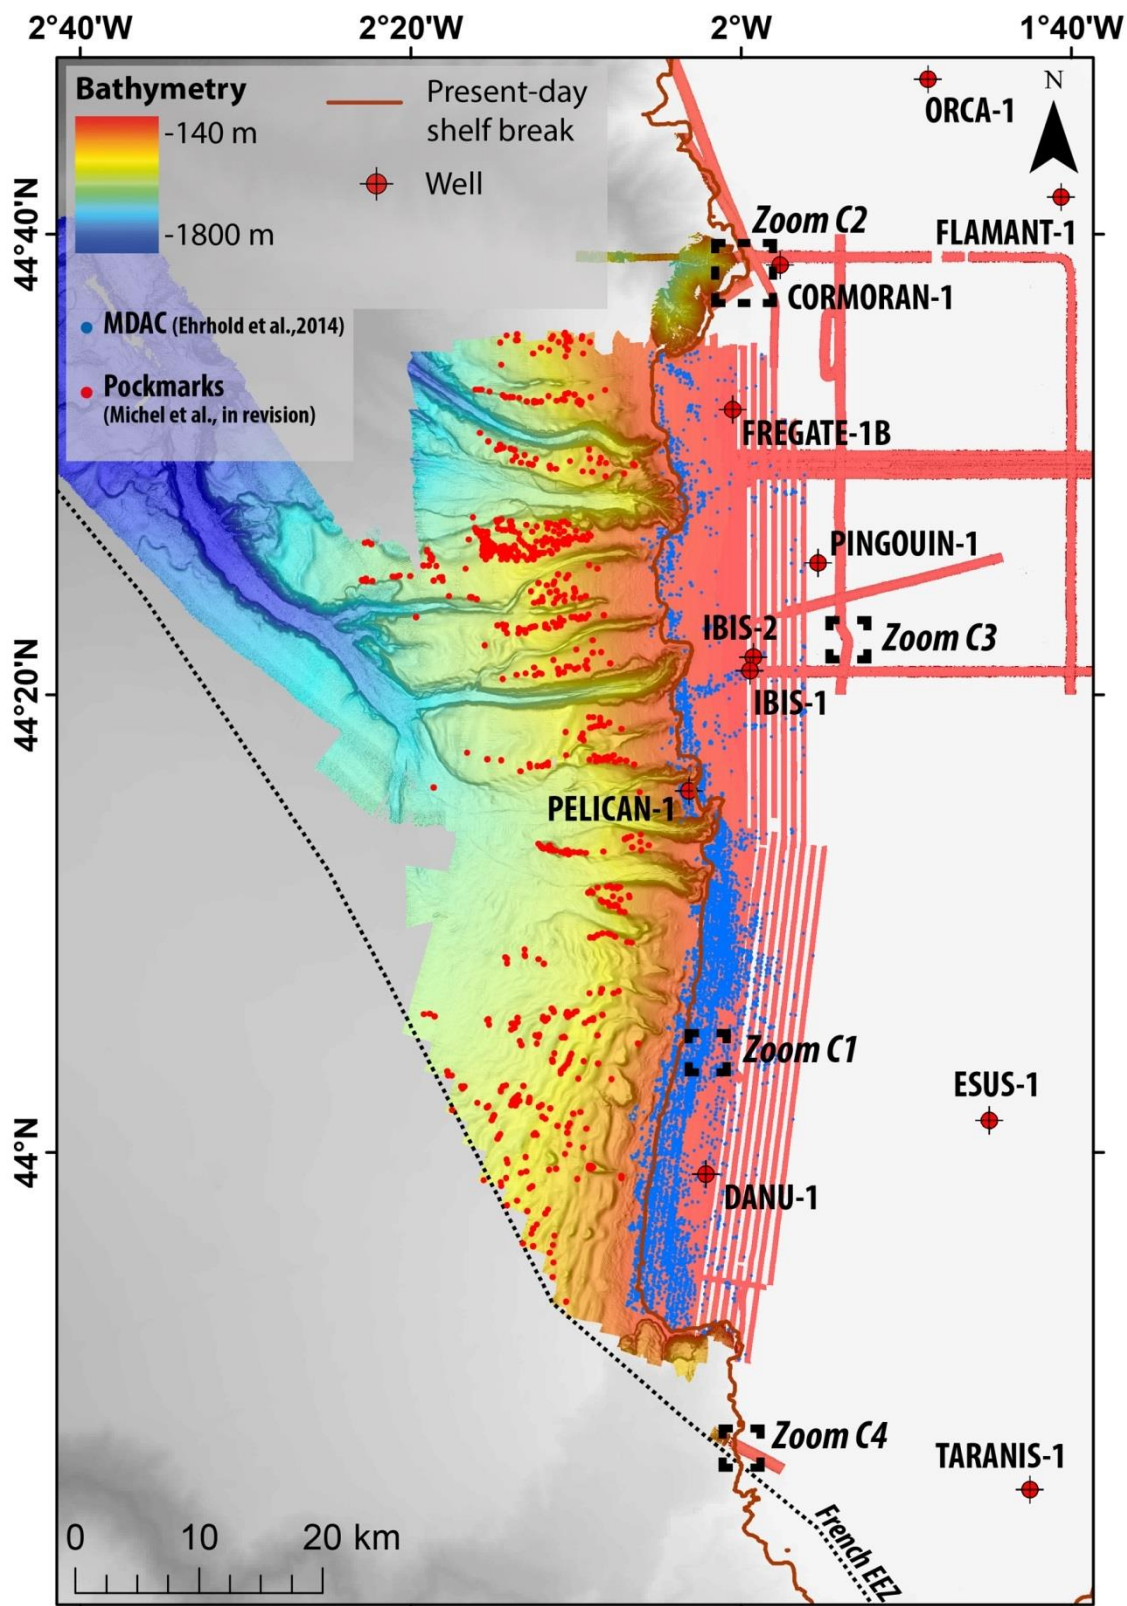 2°40'W
2°20'W
2°W
1°40'W
Bathymetry
-140 m
-1800 m
Present-day
shelf break
Well
MDAC (Ehrhold et al.,2014)
Pockmarks
(Michel et al., in revision)
N
ORCA-1
FLAMANT-1
Zoom C2
CORMORAN-1
FREGATE-1B
PINGOUIN-1
IBIS-2
Zoom C3
IBIS-1
PELICAN-1
Zoom C1
ESUS-1
DANU-1
Zoom C4
TARANIS-1
French EEZ
44°40'N
44°20'N
44°N
0 10 20 km